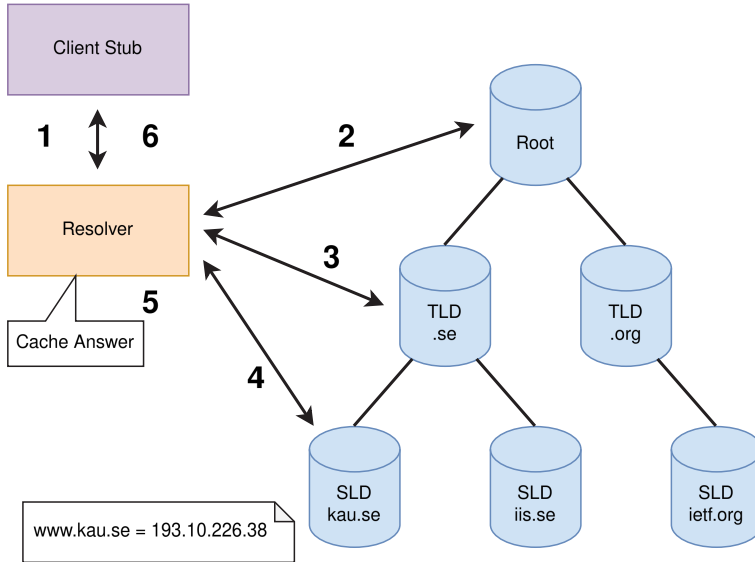 Client Stub
1
6
2
Root
Resolver
3
5
TLD
.se
TLD
.org
Cache Answer
4
SLD
kau.se
SLD
iis.se
SLD
ietf.org
www.kau.se = 193.10.226.38